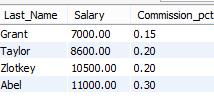 Last_Name Salary Commission_pct
Grant 7000.00 0.15
Taylor 8600.00 0.20
Zlotkey 10500.00 0.20
Abel 11000.00 0.30